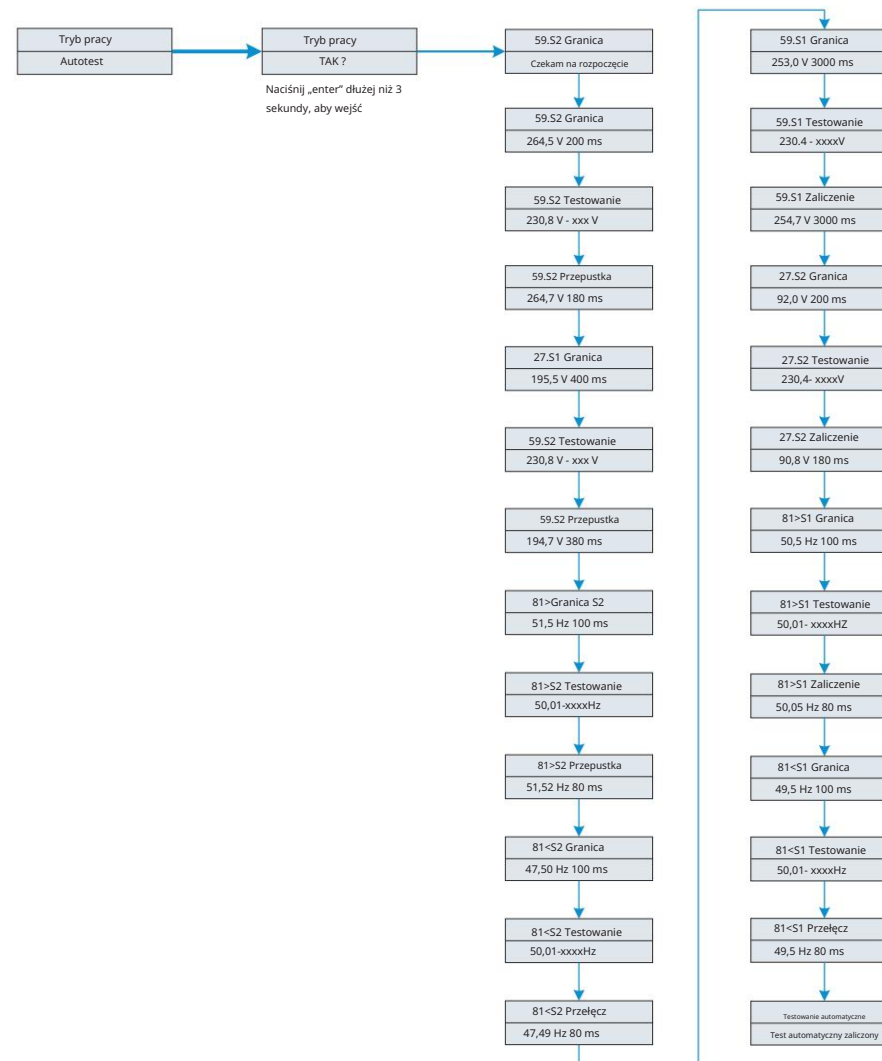 Tryb pracy
Autotest
Tryb pracy
TAK ?
Naciśnij „enter” dłużej niż 3
sekundy, aby wejść
59.S2 Granica
Czekam na rozpoczęcie
59.S2 Granica
264,5 V 200 ms
59.S2 Testowanie
230,8 V - xxx V
59.S2 Przepustka
264,7 V 180 ms
27.S1 Granica
195,5 V 400 ms
59.S2 Testowanie
230,8 V - xxx V
59.S2 Przepustka
194,7 V 380 ms
81>Granica S2
51,5 Hz 100 ms
81>S2 Testowanie
50,01-xxxxHz
81>S2 Przepustka
51,52 Hz 80 ms
81<S2 Granica
47,50 Hz 100 ms
81<S2 Testowanie
50,01-xxxxHz
81<S2 Przełęcz
47,49 Hz 80 ms
59.S1 Granica
253,0 V 3000 ms
59.S1 Testowanie
230.4 - xxxxV
59.S1 Zaliczenie
254,7 V 3000 ms
27.S2 Granica
92,0 V 200 ms
27.S2 Testowanie
230,4- xxxxV
27.S2 Zaliczenie
90,8 V 180 ms
81>S1 Granica
50,5 Hz 100 ms
81>S1 Testowanie
50,01- xxxxHZ
81>S1 Zaliczenie
50,05 Hz 80 ms
81<S1 Granica
49,5 Hz 100 ms
81<S1 Testowanie
50,01- xxxxHz
81<S1 Przełęcz
49,5 Hz 80 ms
Testowanie automatyczne
Test automatyczny zaliczony